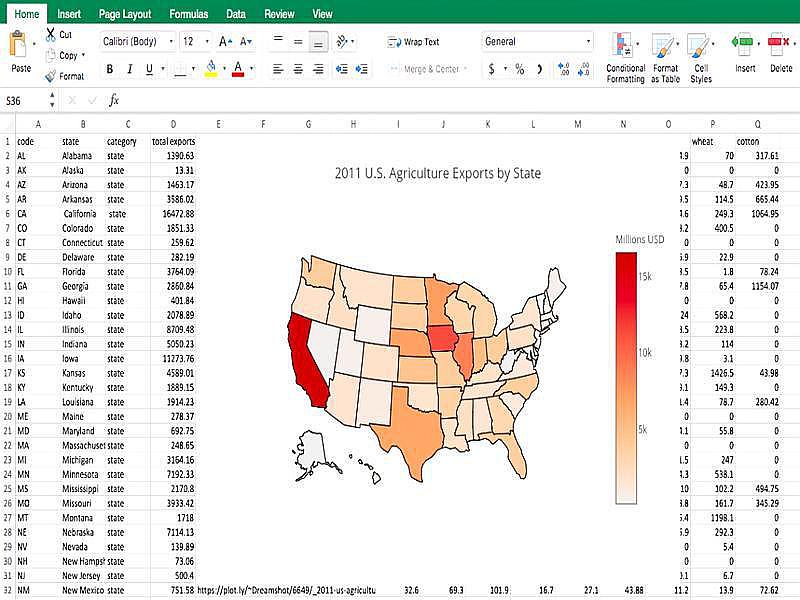 Home Insert Page Layout Formulas Data Review View
Cut
Calibri (Body) 12 A A
Wrap Text
General
Copy
Paste
Format
B I U
A
Merge & Center
$ % )
Conditional Formatting
Format as Table
Cell Styles
Insert
Delete
S36
fx
A B C D E F G H I J K L M N O P Q
1 code state category total exports wheat cotton
2 AL Alabama state 1390.63 4.9 70 317.61
3 AK Alaska state 13.31 0 0 0
4 AZ Arizona state 1463.17 7.3 48.7 423.95
5 AR Arkansas state 3586.02 9.5 114.5 665.44
6 CA California state 16472.88 4.6 249.3 1064.95
7 CO Colorado state 1851.33 3.2 400.5 0
8 CT Connecticut state 259.62 0 0 0
9 DE Delaware state 282.19 5.9 22.9 0
10 FL Florida state 3764.09 3.5 1.8 78.24
11 GA Georgia state 2860.84 7.8 65.4 1154.07
12 HI Hawaii state 401.84 0 0 0
13 ID Idaho state 2078.89 24 568.2 0
14 IL Illinois state 8709.48 3.5 223.8 0
15 IN Indiana state 5050.23 3.2 114 0
16 IA Iowa state 11273.76 9.8 3.1 0
17 KS Kansas state 4589.01 7.3 1426.5 43.98
18 KY Kentucky state 1889.15 3.1 149.3 0
19 LA Louisiana state 1914.23 1.4 78.7 280.42
20 ME Maine state 278.37 0 0 0
21 MD Maryland state 692.75 4.1 55.8 0
22 MA Massachuset state 248.65 0 0 0
23 MI Michigan state 3164.16 1.5 247 0
24 MN Minnesota state 7192.33 4.3 538.1 0
25 MS Mississippi state 2170.8 10 102.2 494.75
26 MO Missouri state 3933.42 3.8 161.7 345.29
27 MT Montana state 1718 5.4 1198.1 0
28 NE Nebraska state 7114.13 5.9 292.3 0
29 NV Nevada state 139.89 0 5.4 0
30 NH New Hampsh state 73.06 0 0 0
31 NJ New Jersey state 500.4 0.1 6.7 0
32 NM New Mexico state 751.58 https://plot.ly/~Dreamshot/6649/_2011-us-agricultu 32.6 69.3 101.9 16.7 27.1 43.88 11.2 13.9 72.62
2011 U.S. Agriculture Exports by State
Millions USD
15k
10k
5k